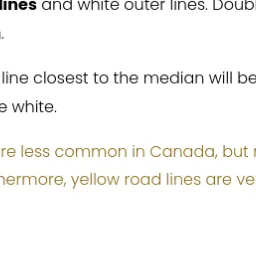 lines and white outer lines. Doubl
.
line closest to the median will be
e white.
re less common in Canada, but
hermore, yellow road lines are ve